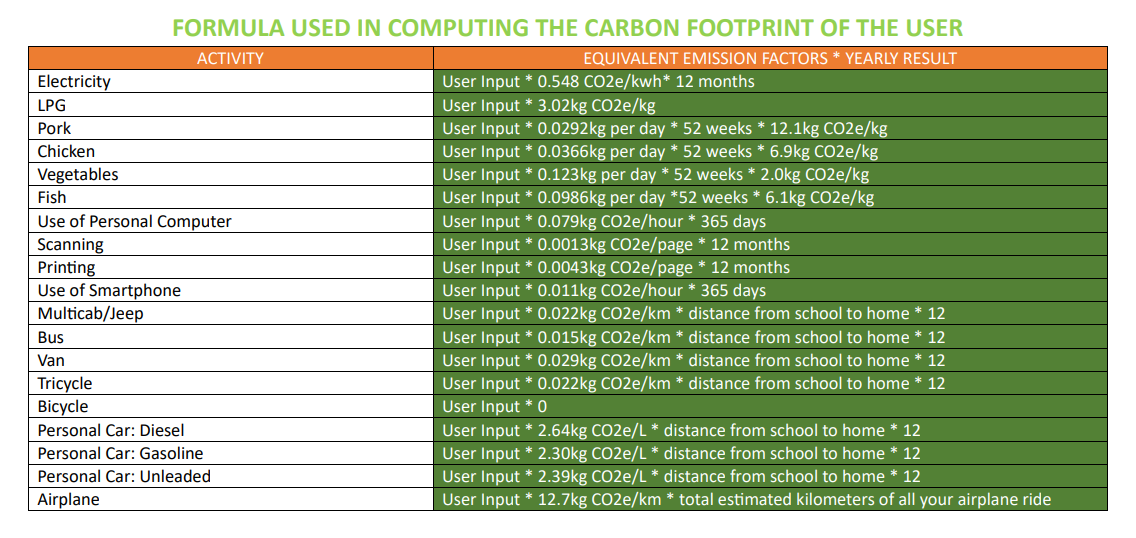 FORMULA USED IN COMPUTING THE CARBON FOOTPRINT OF THE USER
ACTIVITY EQUIVALENT EMISSION FACTORS * YEARLY RESULT
Electricity User Input * 0.548 CO2e/kwh* 12 months
LPG User Input * 3.02kg CO2e/kg
Pork User Input * 0.0292kg per day * 52 weeks * 12.1kg CO2e/kg
Chicken User Input * 0.0366kg per day * 52 weeks * 6.9kg CO2e/kg
Vegetables User Input * 0.123kg per day * 52 weeks * 2.0kg CO2e/kg
Fish User Input * 0.0986kg per day *52 weeks * 6.1kg CO2e/kg
Use of Personal Computer User Input * 0.079kg CO2e/hour * 365 days
Scanning User Input * 0.0013kg CO2e/page * 12 months
Printing User Input * 0.0043kg CO2e/page * 12 months
Use of Smartphone User Input * 0.011kg CO2e/hour * 365 days
Multicab/Jeep User Input * 0.022kg CO2e/km * distance from school to home * 12
Bus User Input * 0.015kg CO2e/km * distance from school to home * 12
Van User Input * 0.029kg CO2e/km * distance from school to home * 12
Tricycle User Input * 0.022kg CO2e/km * distance from school to home * 12
Bicycle User Input * 0
Personal Car: Diesel User Input * 2.64kg CO2e/L * distance from school to home * 12
Personal Car: Gasoline User Input * 2.30kg CO2e/L * distance from school to home * 12
Personal Car: Unleaded User Input * 2.39kg CO2e/L * distance from school to home * 12
Airplane User Input * 12.7kg CO2e/km * total estimated kilometers of all your airplane ride